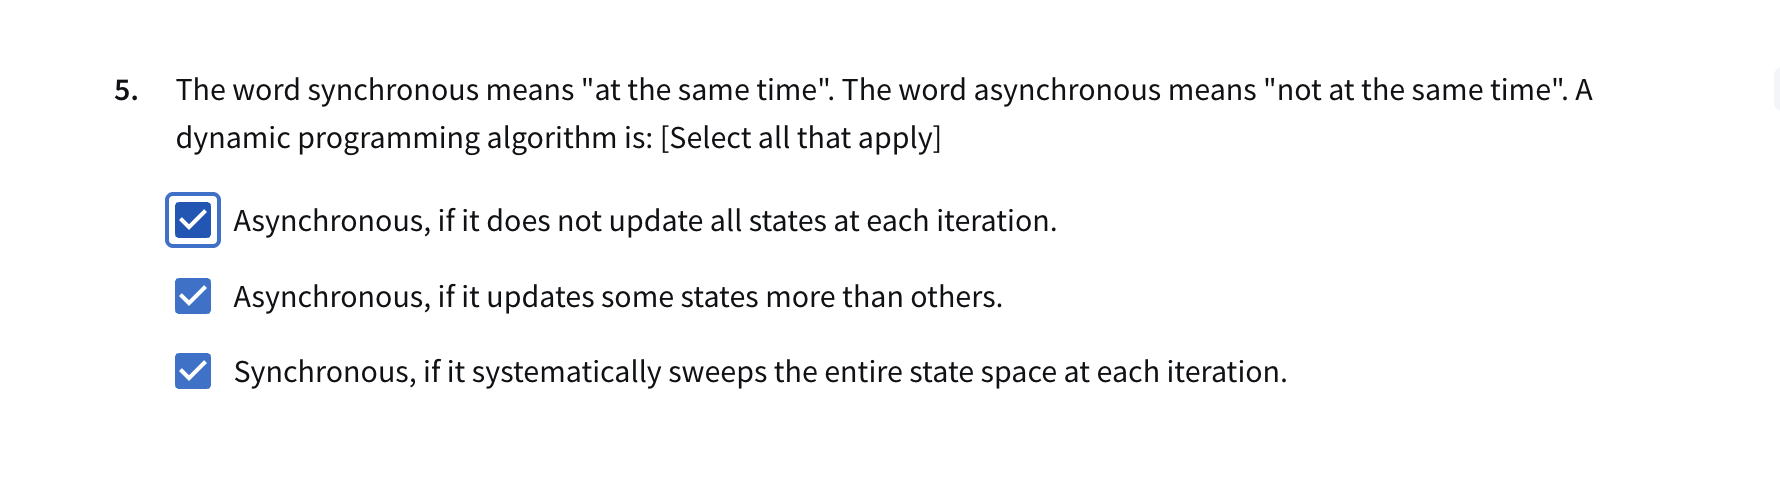 5. The word synchronous means "at the same time". The word asynchronous means "not at the same time". A
dynamic programming algorithm is: [Select all that apply]
Asynchronous, if it does not update all states at each iteration.
Asynchronous, if it updates some states more than others.
Synchronous, if it systematically sweeps the entire state space at each iteration.